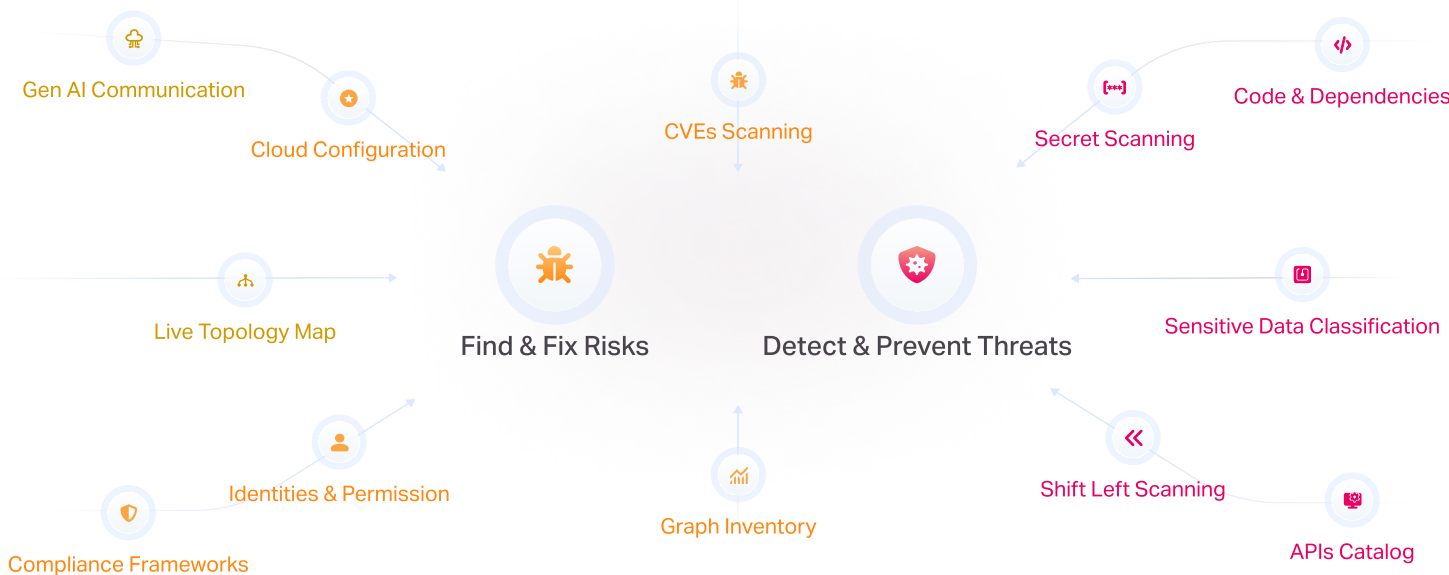 Gen AI Communication
Cloud Configuration
CVEs Scanning
Secret Scanning
Code & Dependencies
Live Topology Map
Find & Fix Risks
Detect & Prevent Threats
Sensitive Data Classification
Identities & Permission
Compliance Frameworks
Graph Inventory
Shift Left Scanning
APIs Catalog